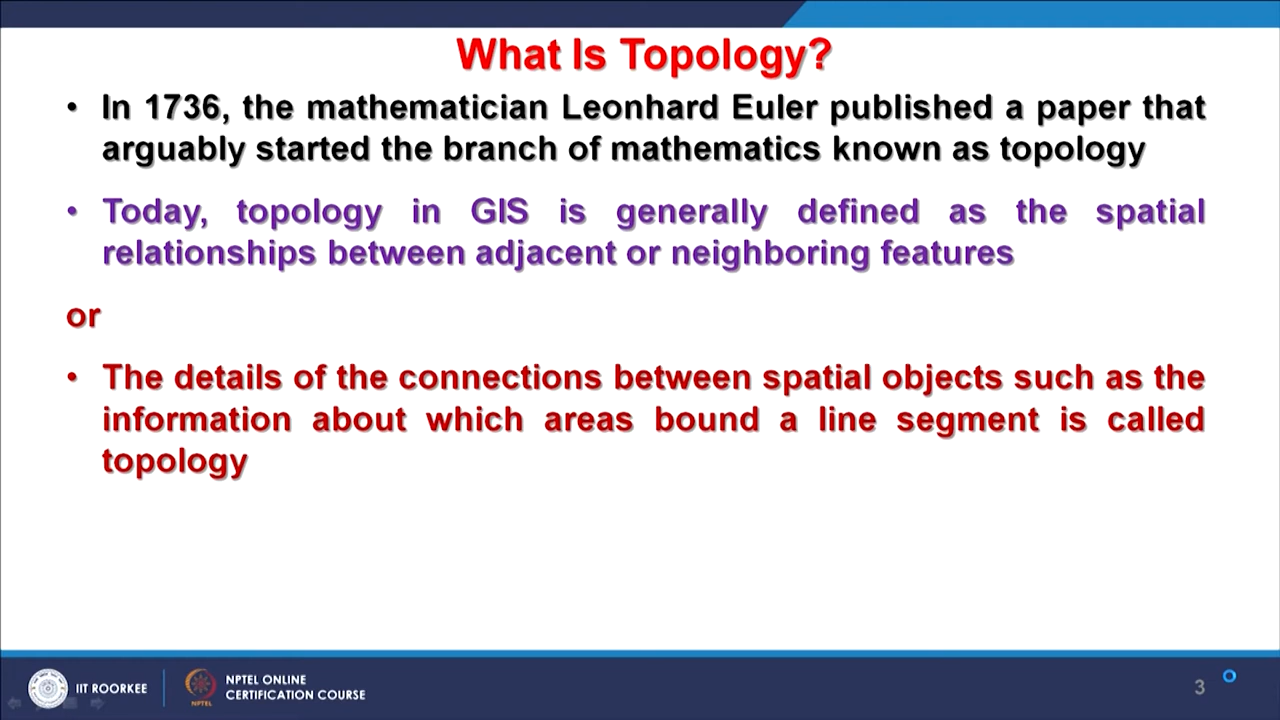 What Is Topology?
• In 1736, the mathematician Leonhard Euler published a paper that
arguably started the branch of mathematics known as topology
• Today, topology in GIS is generally defined as the spatial
relationships between adjacent or neighboring features
or
• The details of the connections between spatial objects such as the
information about which areas bound a line segment is called
topology
IIT ROORKEE
NPTEL
NPTEL ONLINE
CERTIFICATION COURSE
3